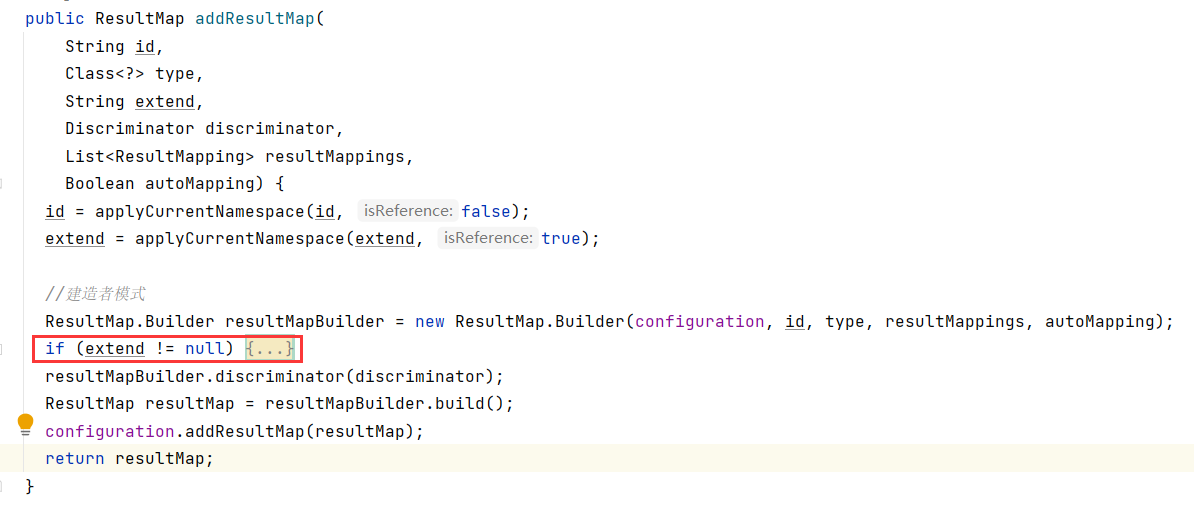 public ResultMap addResultMap(
String id,
Class<?> type,
String extend,
Discriminator discriminator,
List<ResultMapping> resultMappings,
Boolean autoMapping) {
id = applyCurrentNamespace(id, isReference: false);
extend = applyCurrentNamespace(extend, isReference: true);
//建造者模式
ResultMap.Builder resultMapBuilder = new ResultMap.Builder(configuration, id, type, resultMappings, autoMapping);
if (extend != null) {...}
resultMapBuilder.discriminator(discriminator);
ResultMap resultMap = resultMapBuilder.build();
configuration.addResultMap(resultMap);
return resultMap;
}